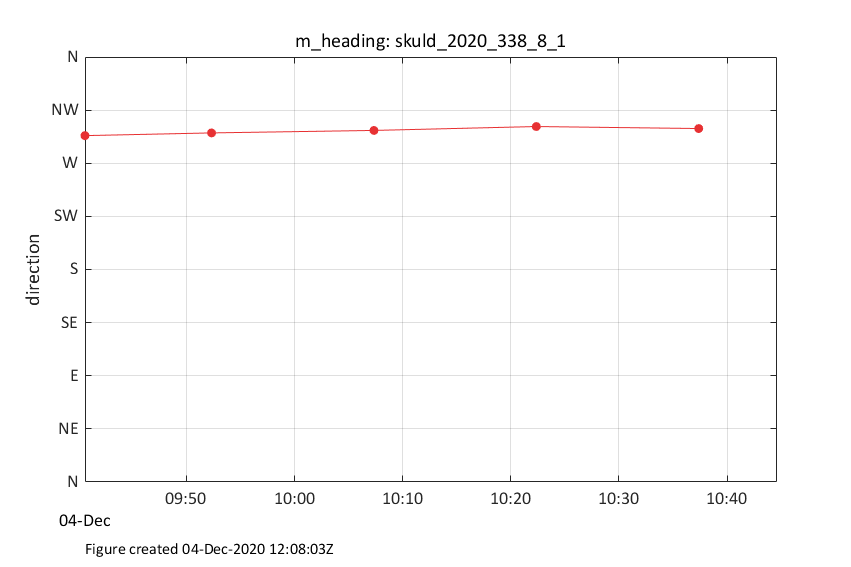 m_heading: skuld_2020_338_8_1
N
NW
W
SW
S
SE
E
NE
N
direction
09:50 10:00 10:10 10:20 10:30 10:40
04-Dec
Figure created 04-Dec-2020 12:08:03Z